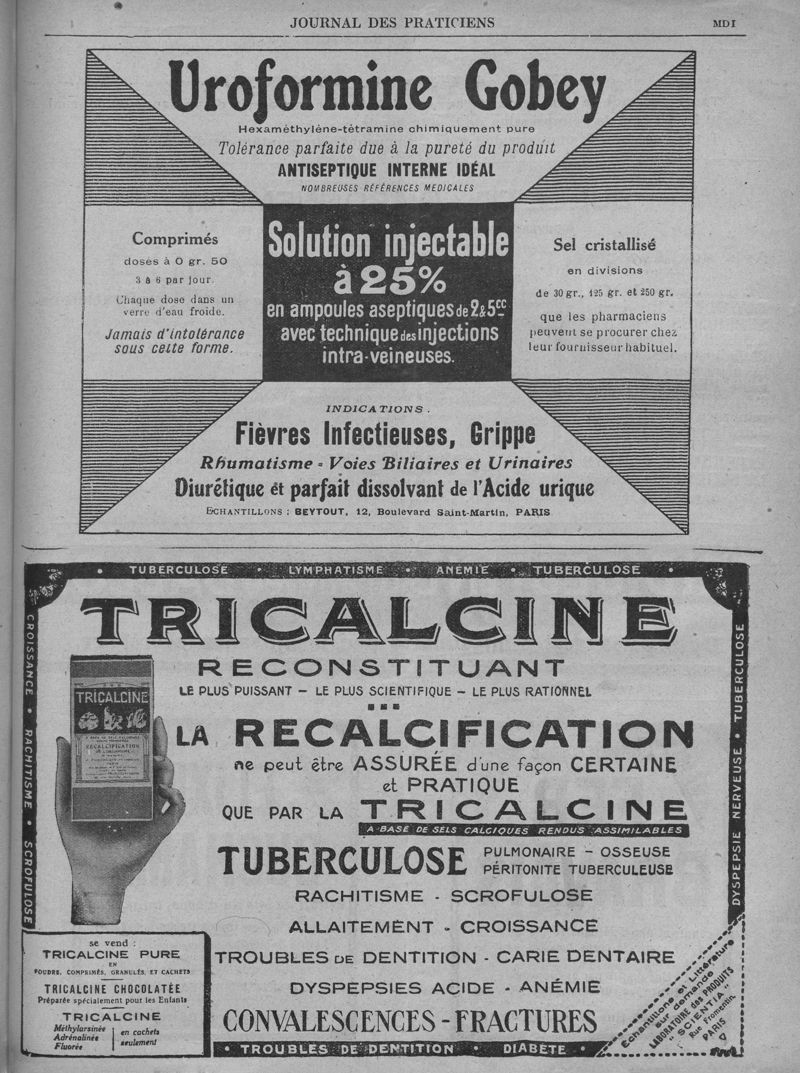 JOURNAL DES PRATICIENS
MDI
Uroformine Gobey
Hexaméthylène-tétramine chimiquement pure
Tolérance parfaite due à la pureté du produit
ANTISEPTIQUE INTERNE IDÉAL
NOMBREUSES RÉFÉRENCES MEDICALES
Comprimés
doses à 0 gr. 50
3 à 6 par jour.
Chaque dose dans un
verre d'eau froide.
Jamais d'intolérance
sous cette forme.
Solution injectable
à 25%
en ampoules aseptiques de 2 & 5cc
avec technique des injections
intra-veineuses.
Sel cristallisé
en divisions
de 30 gr., 125 gr. et 250 gr.
que les pharmaciens
peuvent se procurer chez
leur fournisseur habituel.
INDICATIONS.
Fièvres Infectieuses, Grippe
Rhumatisme - Voies Biliaires et Urinaires
Diurétique et parfait dissolvant de l'Acide urique
ECHANTILLONS : BEYTOUT, 12, Boulevard Saint-Martin, PARIS
• TUBERCULOSE • LYMPHATISME • ANÉMIE • TUBERCULOSE •
CROISSANCE • RACHITISME • SCROFULOSE
DYSPEPSIE NERVEUSE • TUBERCULOSE
TRICALCINE
RECONSTITUANT
LE PLUS PUISSANT – LE PLUS SCIENTIFIQUE – LE PLUS RATIONNEL
TRICALCINE
RECALCIFICATION
LA RECALCIFICATION
ne peut être ASSURÉE d'une façon CERTAINE
et PRATIQUE
QUE PAR LA TRICALCINE
A BASE DE SELS CALCIQUES RENDUS ASSIMILABLES
TUBERCULOSE PULMONAIRE - OSSEUSE
PÉRITONITE TUBERCULEUSE
RACHITISME - SCROFULOSE
ALLAITEMENT - CROISSANCE
TROUBLES DE DENTITION - CARIE DENTAIRE
DYSPEPSIES ACIDE - ANÉMIE
CONVALESCENCES - FRACTURES
• TROUBLES DE DENTITION • DIABÈTE •
se vend :
TRICALCINE PURE
EN
POUDRE, COMPRIMÉS, GRANULÉS, ET CACHETS
TRICALCINE CHOCOLATÉE
Préparée spécialement pour les Enfants
TRICALCINE
Méthylarsinée
Adrénalinée
Fluorée
en cachets
seulement
Echantillons et Littérature
sur demande
LABORATOIRE des PRODUITS
" SCIENTIA "
Rue Fromentin.
PARIS